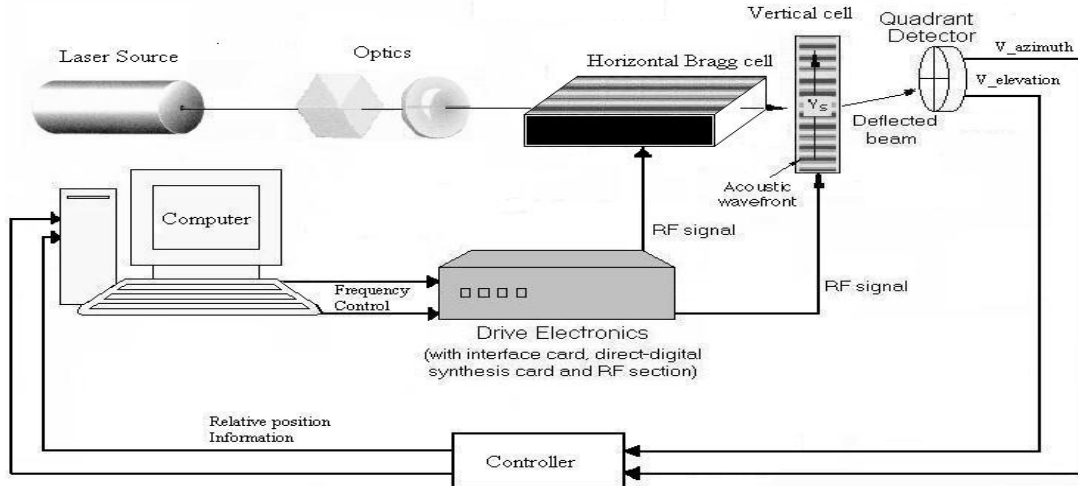 Laser Source
Optics
Horizontal Bragg cell
Vertical cell
Quadrant
Detector
V_azimuth
V_elevation
Vs
Deflected
beam
Acoustic
wavefront
Computer
RF signal
RF signal
Frequency
Control
Drive Electronics
(with interface card, direct-digital
synthesis card and RF section)
Relative position
Information
Controller